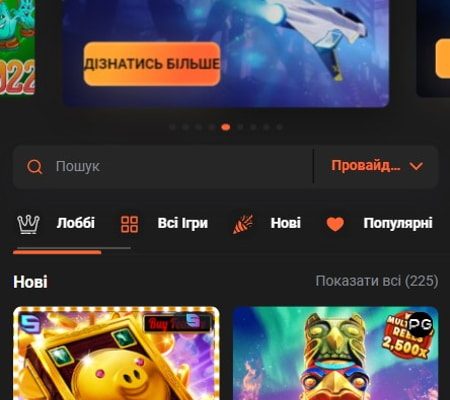 022
ДІЗНАТИСЬ БІЛЬШЕ
Пошук
Провайд...
Лоббі
Всі Ігри
Нові
Популярні
Нові
Показати всі (225)
Buy
MULTI
REELS
2,500x
PG